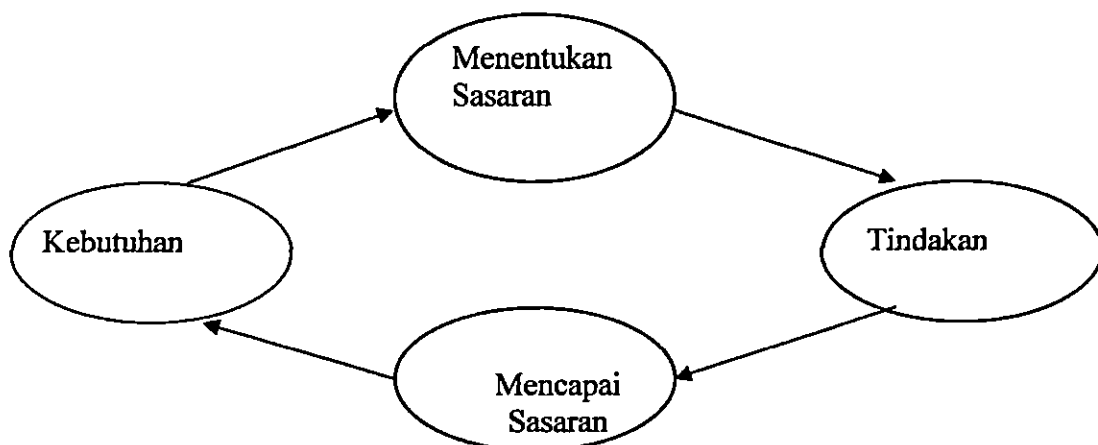 Menentukan
Sasaran
Kebutuhan
Tindakan
Mencapai
Sasaran